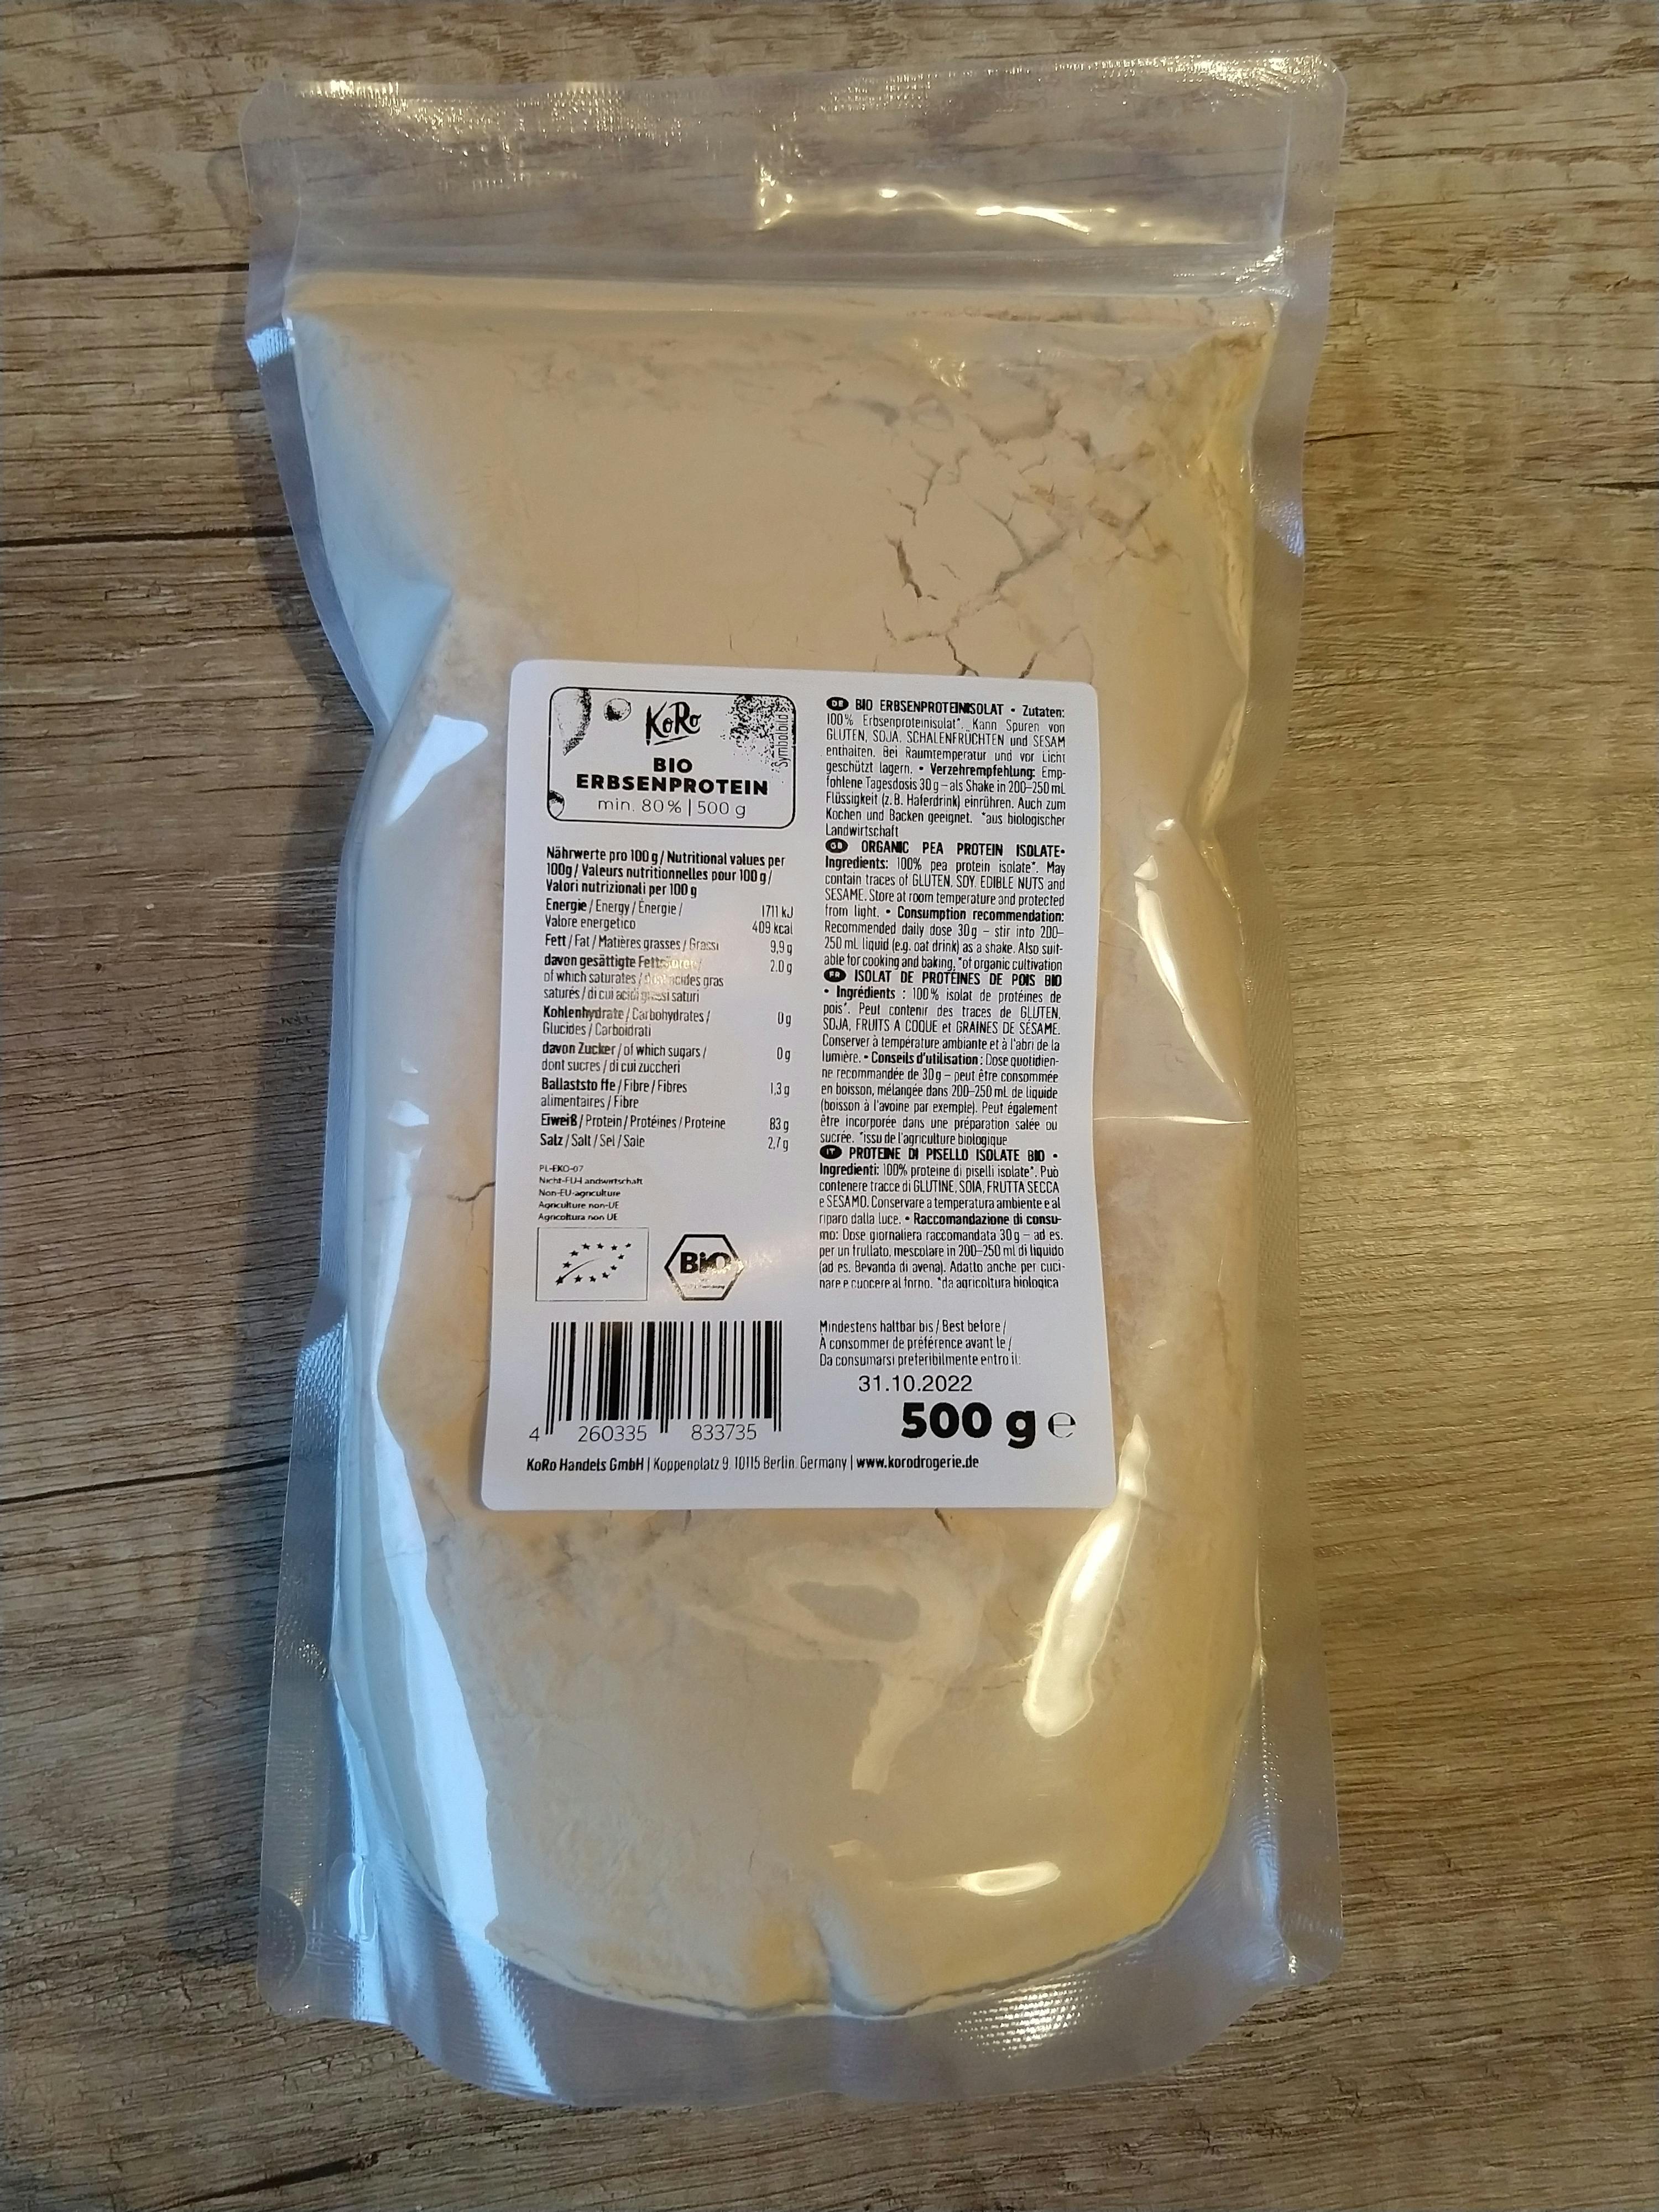 KoRo
Symbolbild
BIO
ERBSENPROTEIN
min. 80% | 500 g
Nährwerte pro 100 g / Nutritional values per
100g / Valeurs nutritionnelles pour 100 g /
Valori nutrizionali per 100 g
Energie / Energy / Énergie / 1711 kJ
Valore energetico 409 kcal
Fett / Fat / Matières grasses / Grassi 9,9 g
davon gesättigte 2.0 g
of which saturates / acides gras
saturés / di cui acidi grassi saturi
Kohlenhydrate / Carbohydrates / 0 g
Glucides / Carboidrati
davon Zucker / of which sugars / 0 g
dont sucres / di cui zuccheri
Ballaststo ffe / Fibre / Fibres 1,3 g
alimentaires / Fibre
Eiweiß / Protein / Protéines / Proteine 83 g
Salz / Salt / Sel / Sale 2,7 g
PL-EKO-07
Nicht-EU-Landwirtschaft
Non-EU-agriculture
Agriculture non-UE
Agricoltura non UE
Bio
4 260335 833735
DE BIO ERBSENPROTEINISOLAT • Zutaten:
100% Erbsenproteinisolat*. Kann Spuren von
GLUTEN, SOJA, SCHALENFRÜCHTEN und SESAM
enthalten. Bei Raumtemperatur und vor Licht
geschützt lagern. • Verzehrempfehlung: Emp-
fohlene Tagesdosis 30 g – als Shake in 200-250 mL
Flüssigkeit (z. B. Haferdrink) einrühren. Auch zum
Kochen und Backen geeignet. *aus biologischer
Landwirtschaft
GB ORGANIC PEA PROTEIN ISOLATE•
Ingredients: 100% pea protein isolate*. May
contain traces of GLUTEN, SOY, EDIBLE NUTS and
SESAME. Store at room temperature and protected
from light. • Consumption recommendation:
Recommended daily dose 30g – stir into 200-
250 mL liquid (e.g. oat drink) as a shake. Also suit-
able for cooking and baking, *of organic cultivation
FR ISOLAT DE PROTÉINES DE POIS BIO
• Ingrédients : 100% isolat de protéines de
pois*. Peut contenir des traces de GLUTEN,
SOJA, FRUITS A COQUE et GRAINES DE SÉSAME.
Conserver à température ambiante et à l'abri de la
lumière. • Conseils d'utilisation : Dose quotidien-
ne recommandée de 30 g – peut être consommée
en boisson, mélangée dans 200-250 mL de liquide
(boisson à l'avoine par exemple). Peut également
être incorporée dans une préparation salée ou
sucrée. *issu de l'agriculture biologique
IT PROTEINE DI PISELLO ISOLATE BIO •
Ingredienti: 100% proteine di piselli isolate*. Può
contenere tracce di GLUTINE, SOIA, FRUTTA SECCA
e SESAMO. Conservare a temperatura ambiente e al
riparo dalla luce. • Raccomandazione di consu-
mo: Dose giornaliera raccomandata 30 g – ad es.
per un frullato, mescolare in 200-250 ml di liquido
(ad es. Bevanda di avena). Adatto anche per cuci-
nare e cuocere al forno. *da agricoltura biologica
Mindestens haltbar bis / Best before /
À consommer de préférence avant le /
Da consumarsi preferibilmente entro il:
31.10.2022
500 g e
KoRo Handels GmbH | Koppenplatz 9, 10115 Berlin, Germany | www.korodrogerie.de